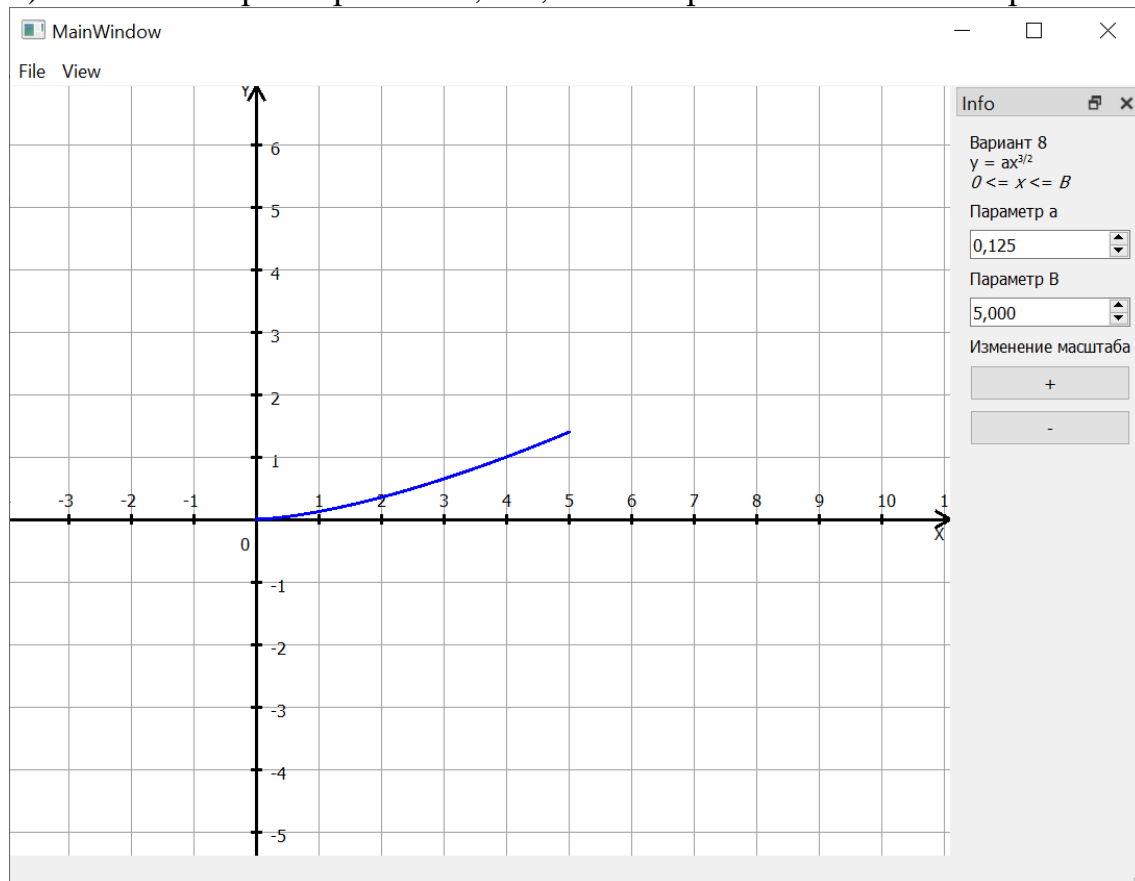 MainWindow
File View
Y
6
5
4
3
2
1
-3 -2 -1 1 2 3 4 5 6 7 8 9 10 1
X
0
-1
-2
-3
-4
-5
Info
Вариант 8
y = ax3/2
0 <= x <= B
Параметр a
0,125
Параметр B
5,000
Изменение масштаба
+
-